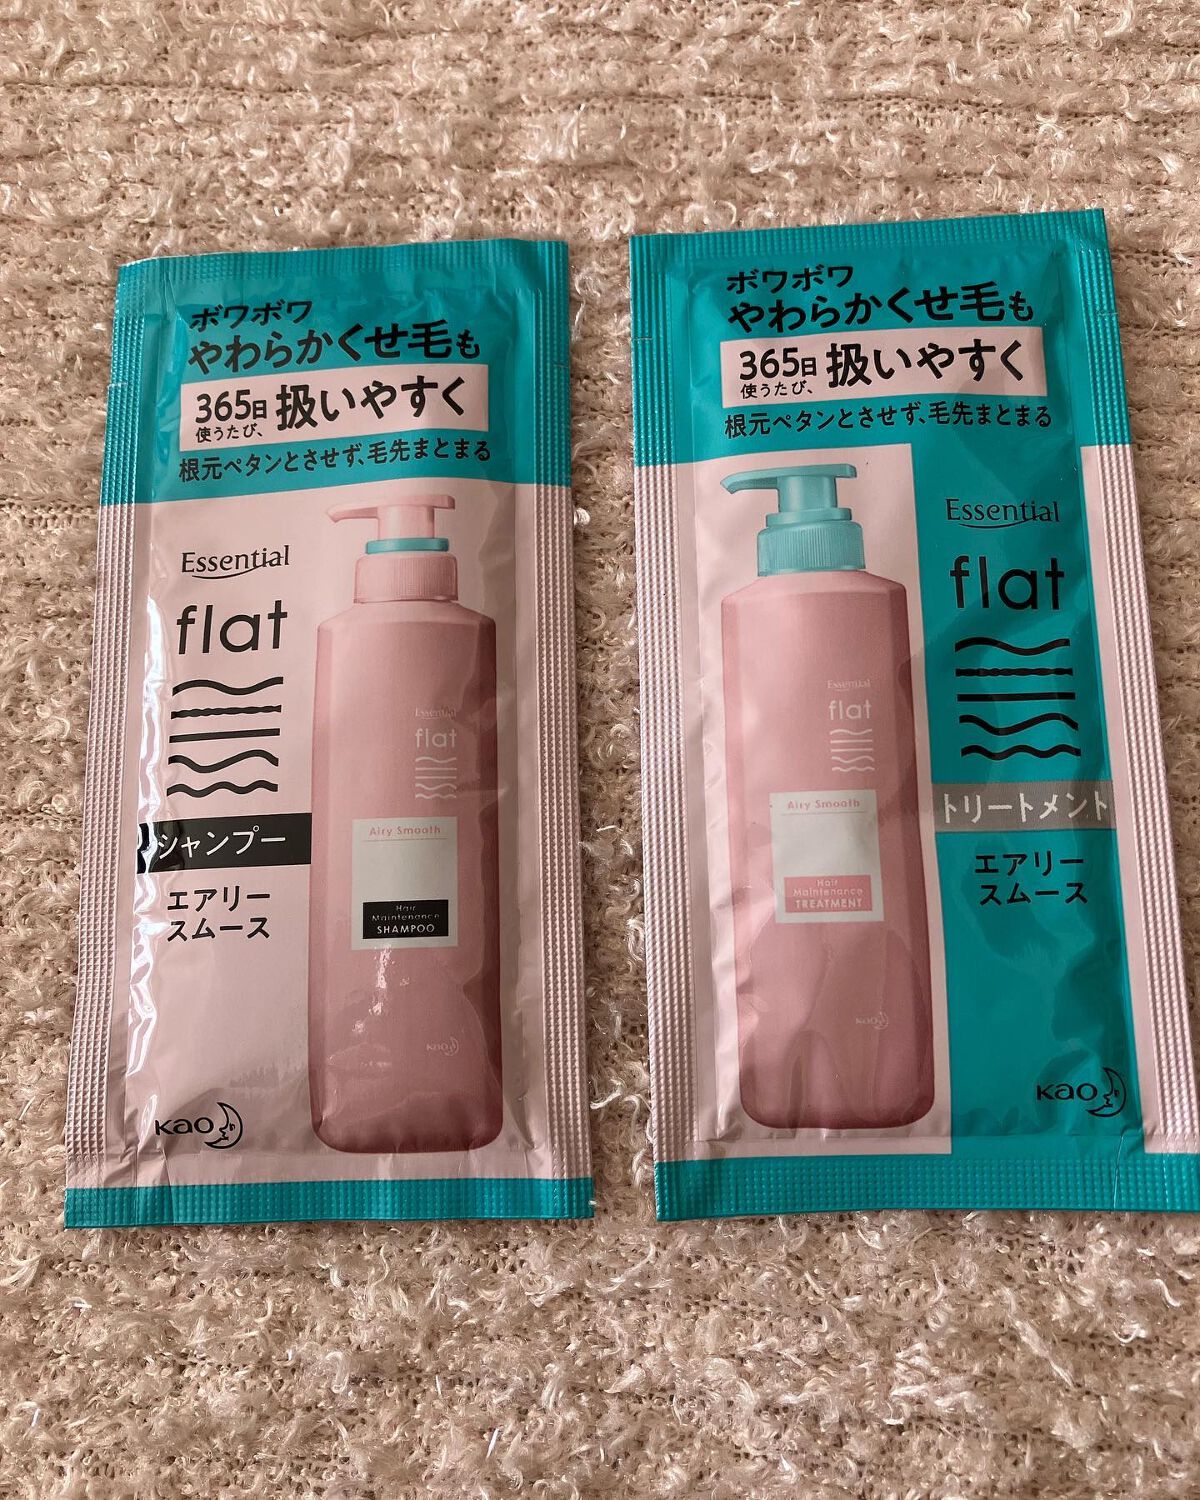 ボワボワ
やわらかくせ毛も
365日 扱いやすく
使うたび、
根元ペタンとさせず、毛先まとまる
Essential
flat
シャンプー
エアリー
スムース
Kao
Essential
flat
Airy Smooth
Hair
Maintenance
SHAMPOO
Kao
ボワボワ
やわらかくせ毛も
365日 扱いやすく
使うたび、
根元ペタンとさせず、毛先まとまる
Essential
flat
トリートメント
エアリー
スムース
Kao
Essential
flat
Airy Smooth
Hair
Maintenance
TREATMENT
Kao